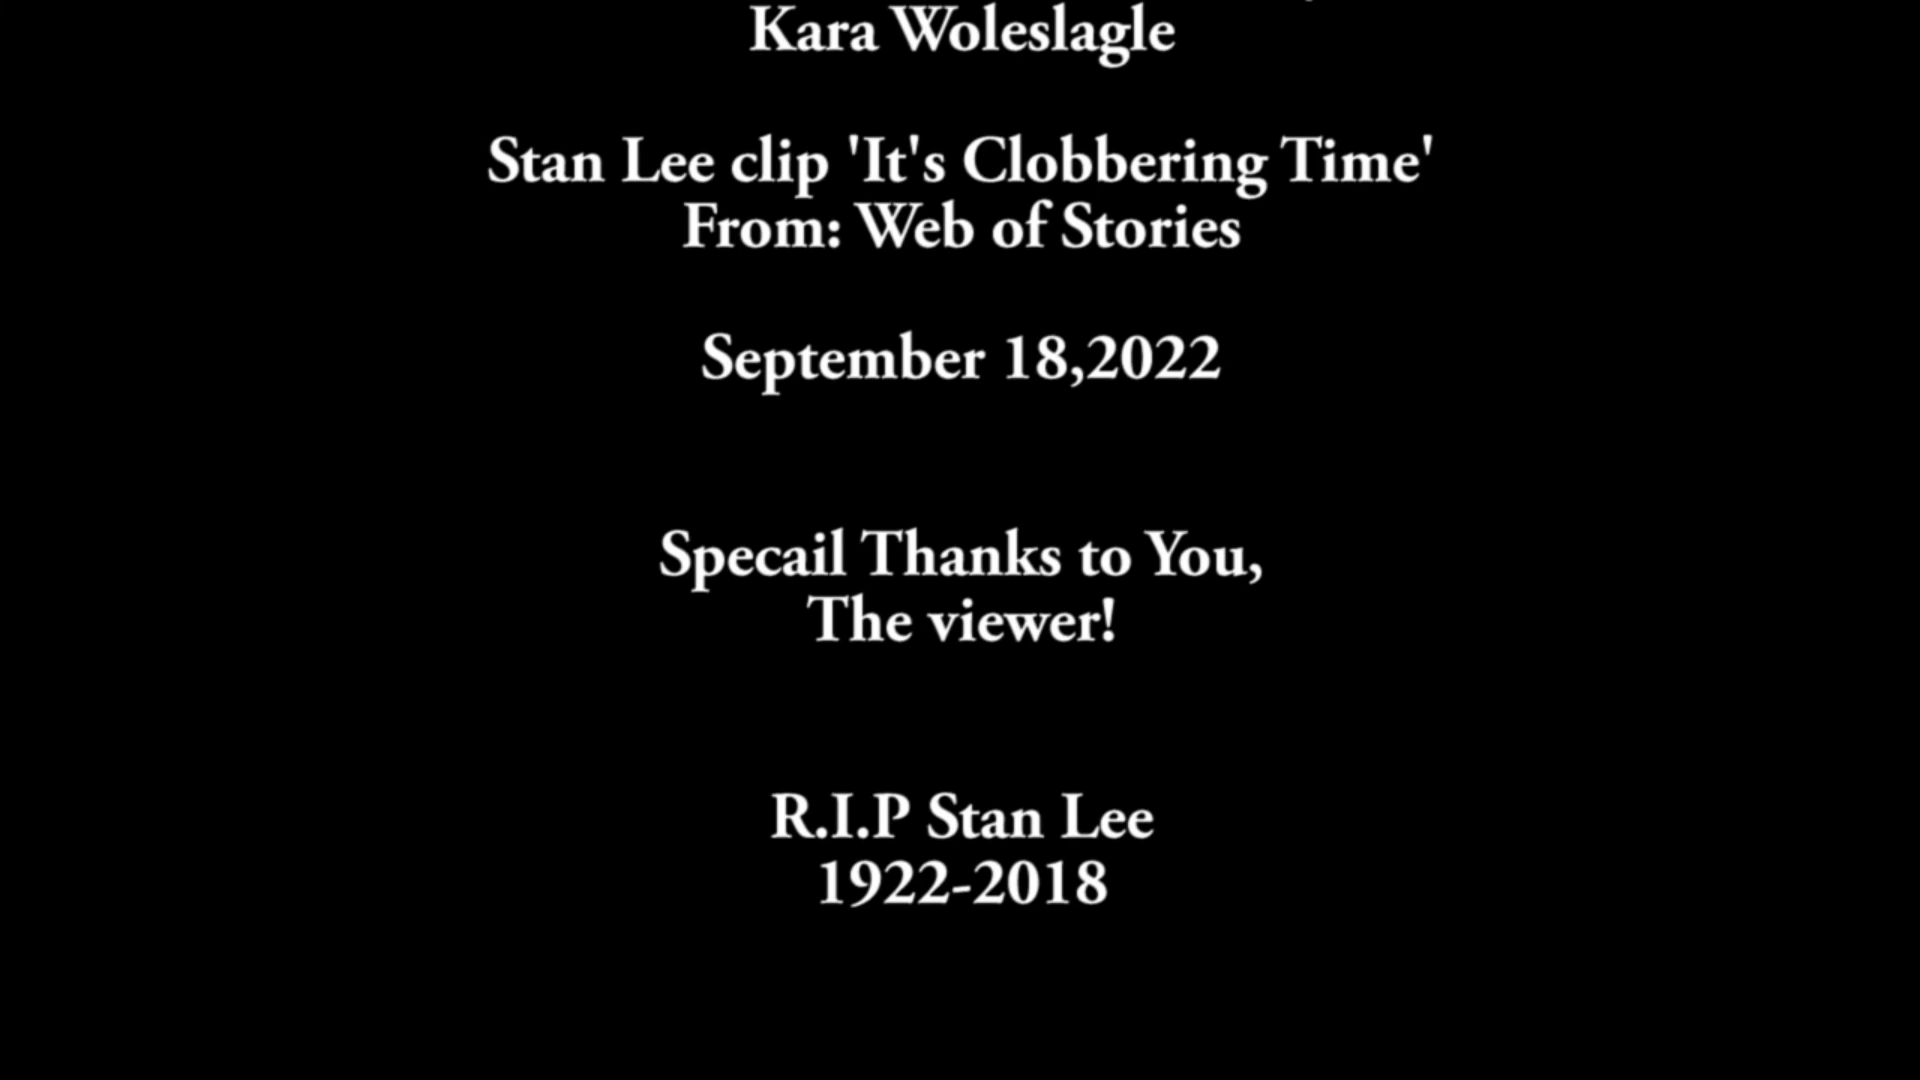 Kara Woleslagle
Stan Lee clip 'It's Clobbering Time'
From: Web of Stories
September 18,2022
Specail Thanks to You,
The viewer!
R.I.P Stan Lee
1922-2018